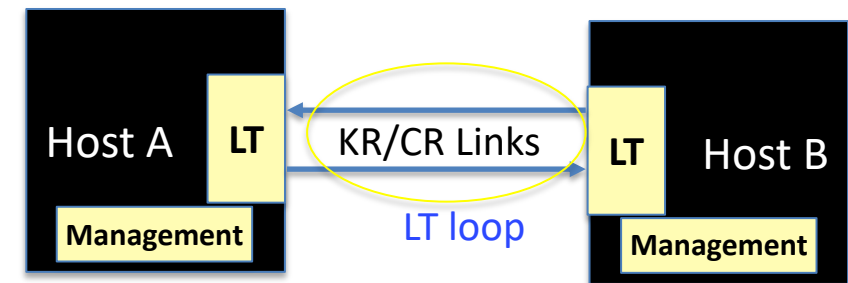 Host A
LT
KR/CR Links
LT
Host B
LT loop
Management
Management